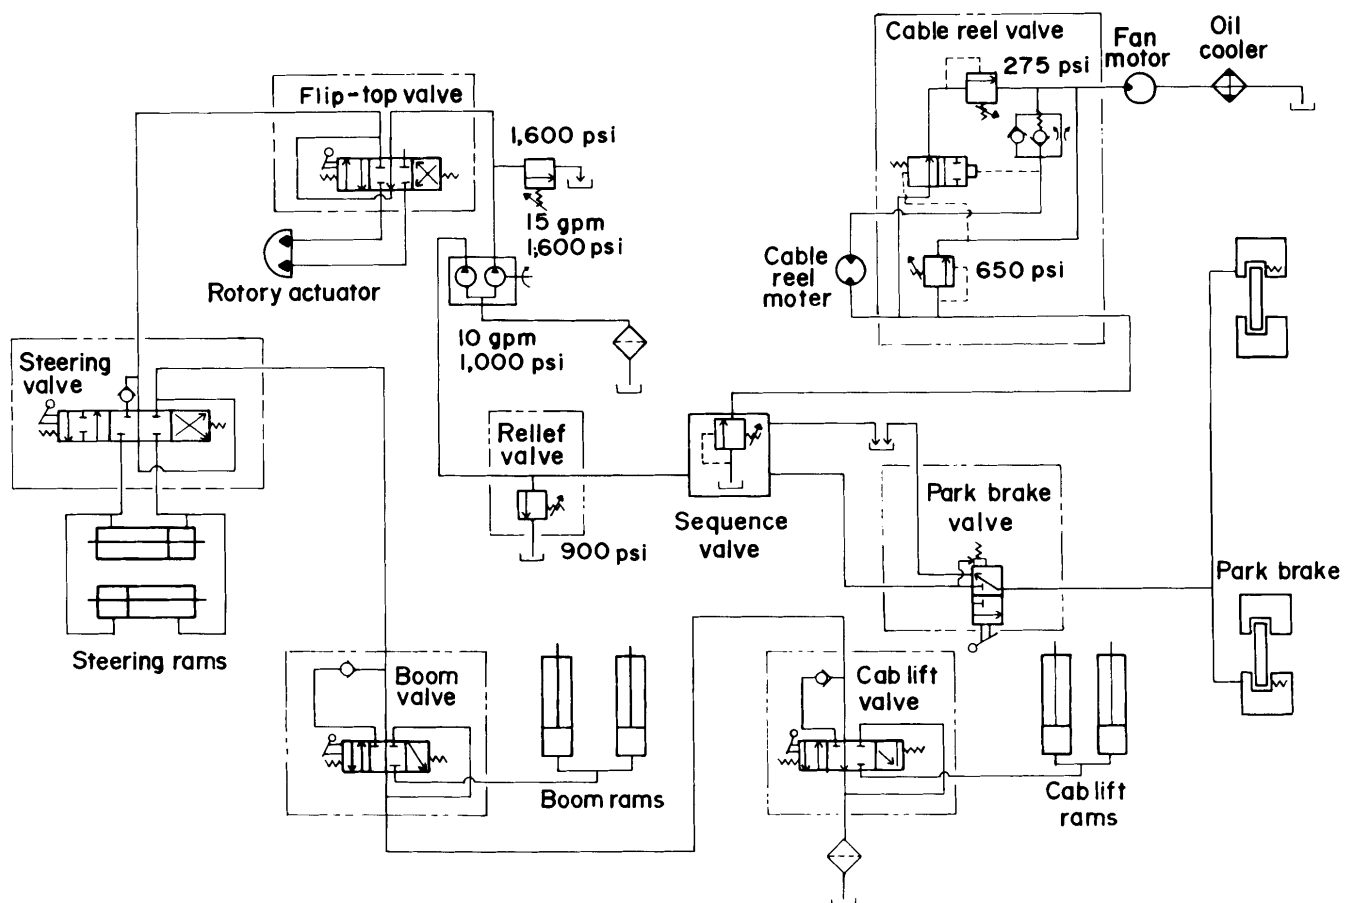 Cable reel valve
Fan
motor
Oil
cooler
275 psi
Flip-top valve
1,600 psi
15 gpm
1,600 psi
Cable
reel
moter
650 psi
Rotory actuator
10 gpm
1,000 psi
Steering
valve
Rellef
valve
900 psi
Sequence
valve
Park brake
valve
Park brake
Steering rams
Boom
valve
Boom rams
Cab lift
valve
Cab lift
rams